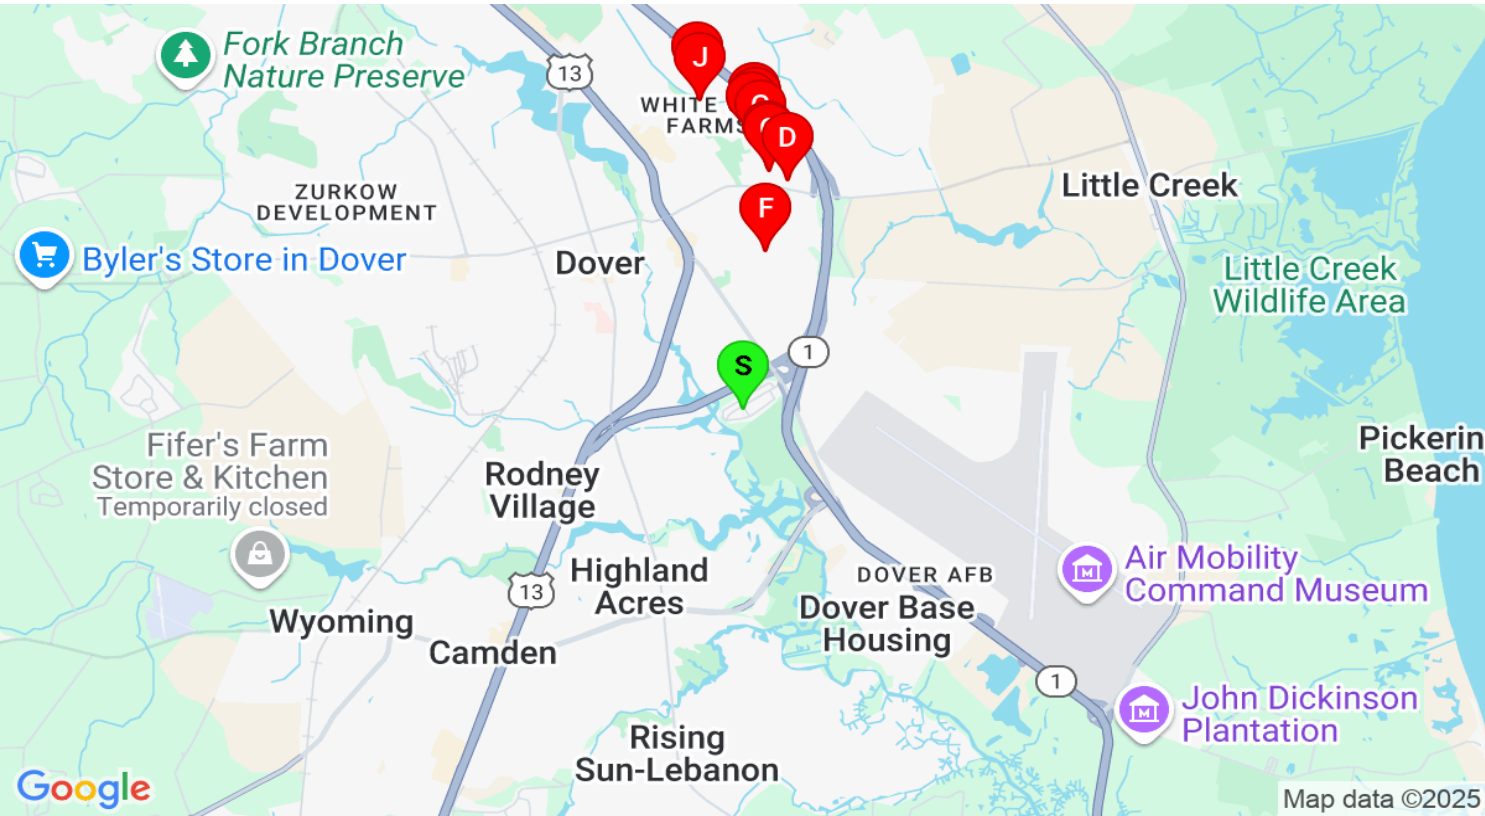 Fork Branch
Nature Preserve
13
J
WHITE
FARMS
D
F
Little Creek
ZURKOW
DEVELOPMENT
Byler's Store in Dover
Dover
Little Creek
Wildlife Area
S
1
Fifer's Farm
Store & Kitchen
Temporarily closed
Rodney
Village
Pickerin
Beach
13
Highland
Acres
DOVER AFB
Dover Base
Housing
Air Mobility
Command Museum
Wyoming
Camden
1
John Dickinson
Plantation
Rising
Sun-Lebanon
Google
Map data ©2025